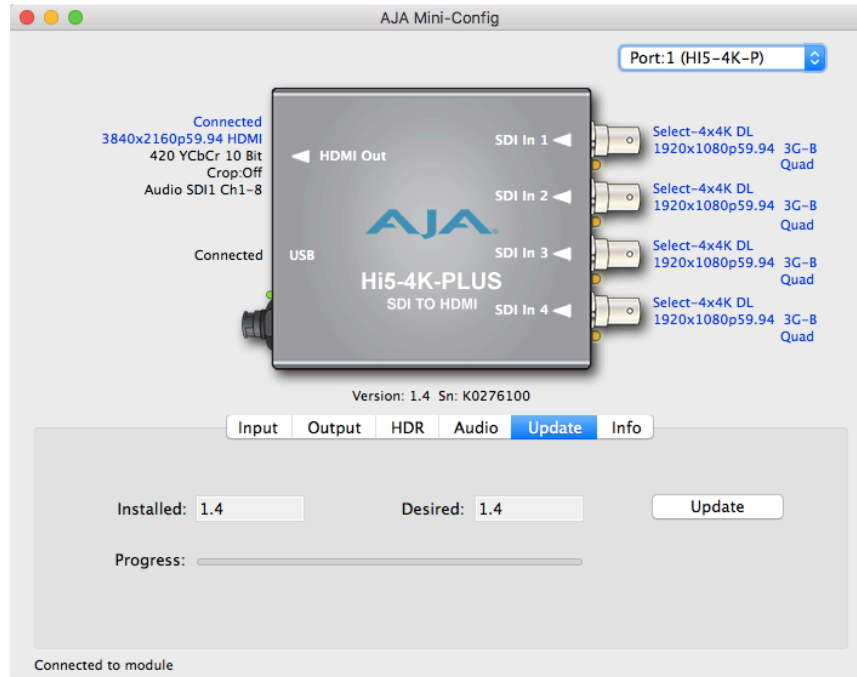 AJA Mini-Config
Port:1 (HI5-4K-P)
Connected
3840x2160p59.94 HDMI
420 YCbCr 10 Bit
Crop:Off
Audio SDI1 Ch1-8
Connected
HDMI Out
USB
SDI In 1
SDI In 2
SDI In 3
SDI In 4
AJA
Hi5-4K-PLUS
SDI TO HDMI
Select-4x4K DL
1920x1080p59.94 3G-B
Quad
Select-4x4K DL
1920x1080p59.94 3G-B
Quad
Select-4x4K DL
1920x1080p59.94 3G-B
Quad
Select-4x4K DL
1920x1080p59.94 3G-B
Quad
Version: 1.4 Sn: K0276100
Input Output HDR Audio Update Info
Installed: 1.4 Desired: 1.4 Update
Progress:
Connected to module